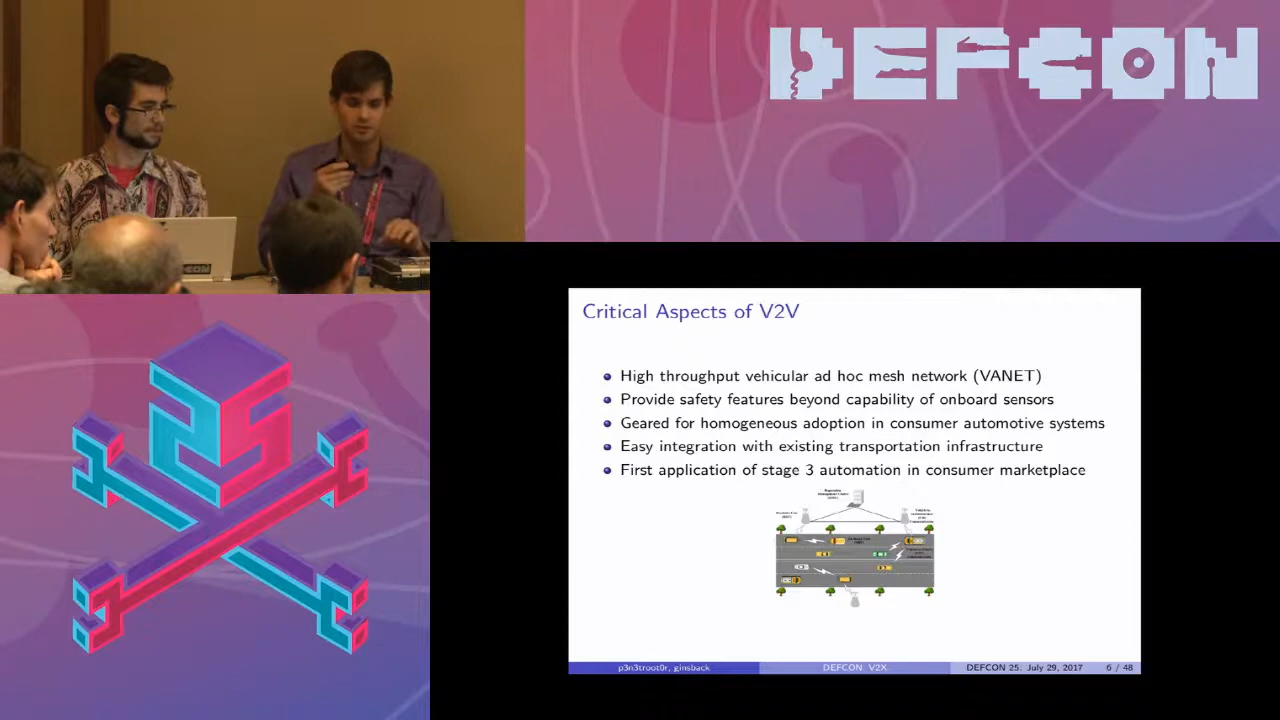 DEFCON
DEFCON
Critical Aspects of V2V
High throughput vehicular ad hoc mesh network (VANET)
Provide safety features beyond capability of onboard sensors
Geared for homogeneous adoption in consumer automotive systems
Easy integration with existing transportation infrastructure
First application of stage 3 automation in consumer marketplace
p3n3troot0r, ginsback
DEFCON V2X
DEFCON 25. July 29, 2017
6 / 48